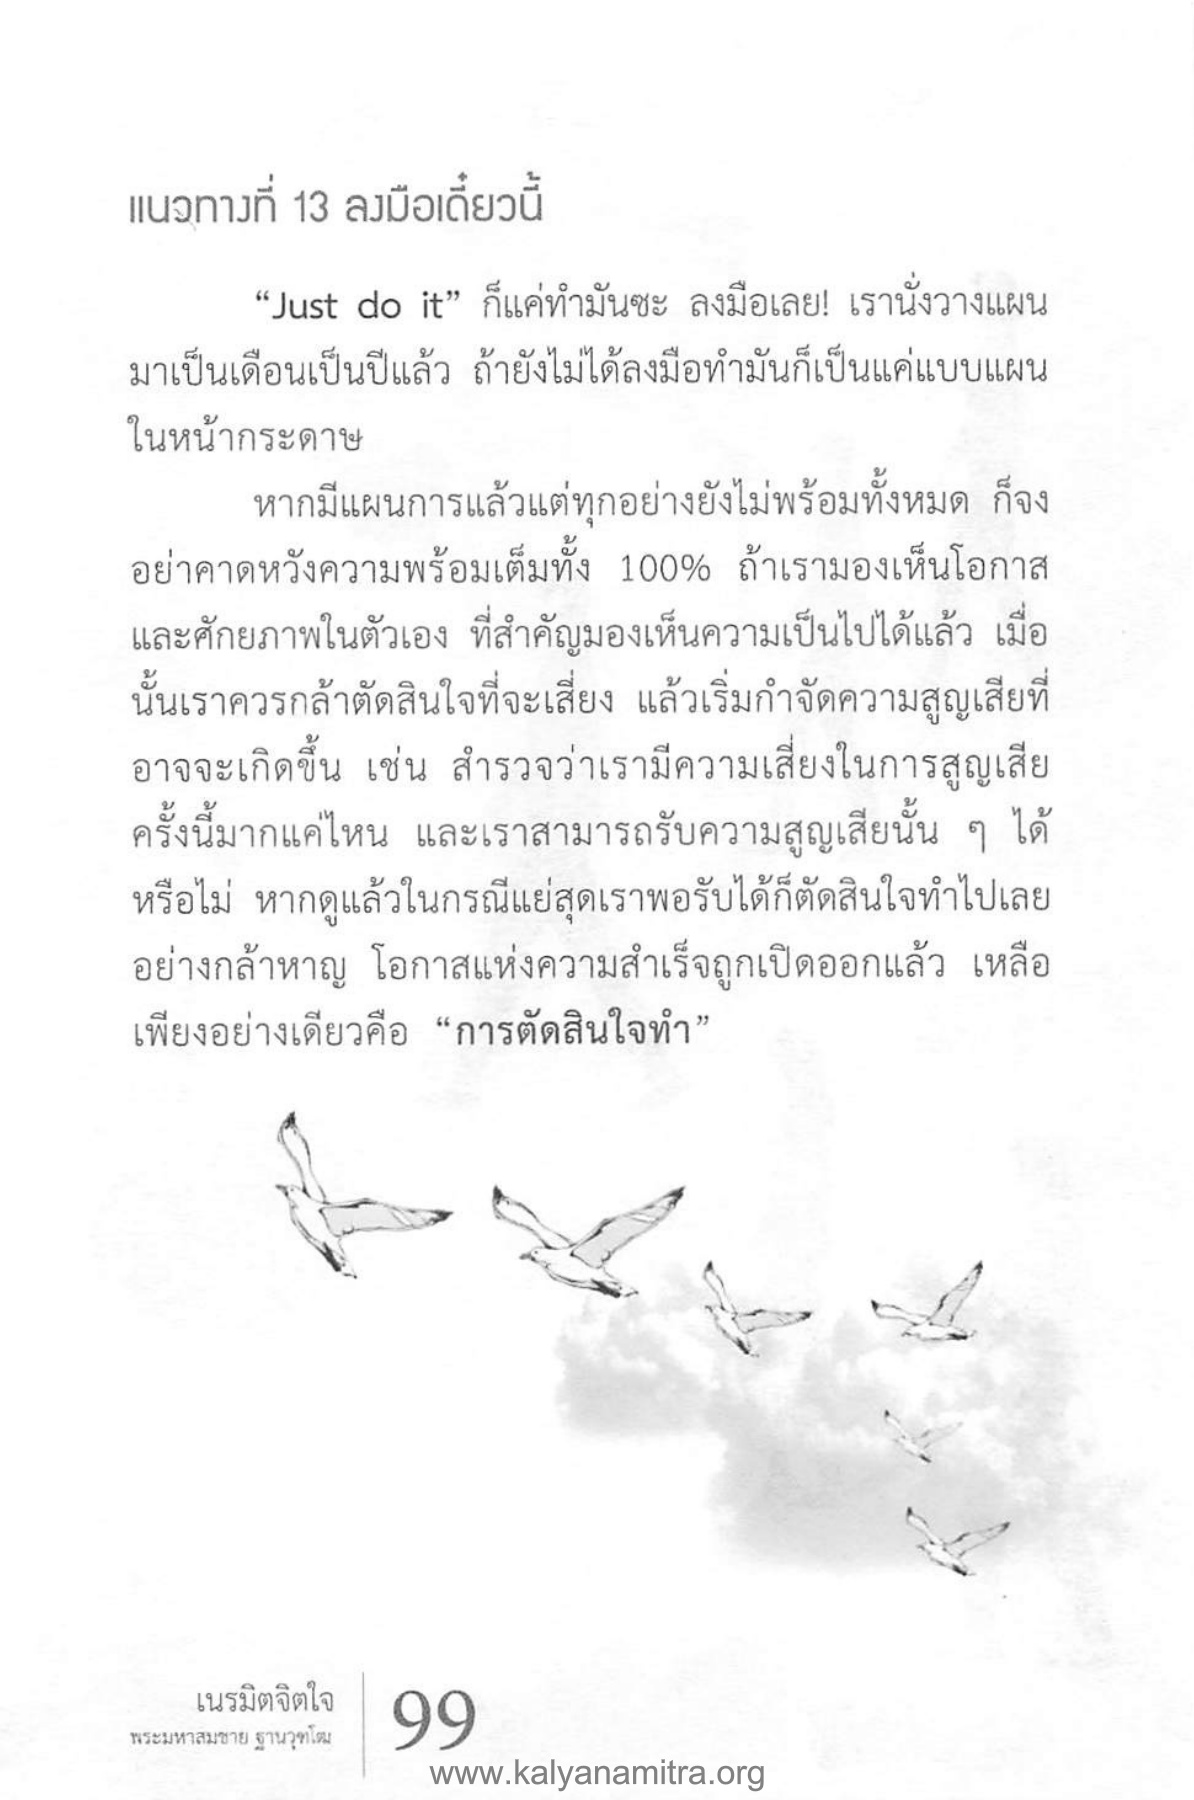 แนวทางที่ 13 ลงมือเดี๋ยวนี้
“Just do it” ก็แค่ทำมันซะ ลงมือเลย! เรานั่งวางแผน
มาเป็นเดือนเป็นปีแล้ว ถ้ายังไม่ได้ลงมือทำมันก็เป็นแค่แบบแผน
ในหน้ากระดาษ
หากมีแผนการแล้วแต่ทุกอย่างยังไม่พร้อมทั้งหมด ก็จง
อย่าคาดหวังความพร้อมเต็มทั้ง 100% ถ้าเรามองเห็นโอกาส
และศักยภาพในตัวเอง ที่สำคัญมองเห็นความเป็นไปได้แล้ว เมื่อ
นั้นเราควรกล้าตัดสินใจที่จะเสี่ยง แล้วเริ่มกำจัดความสูญเสียที่
อาจจะเกิดขึ้น เช่น สำรวจว่าเรามีความเสี่ยงในการสูญเสีย
ครั้งนี้มากแค่ไหน และเราสามารถรับความสูญเสียนั้น ๆ ได้
หรือไม่ หากดูแล้วในกรณีแย่สุดเราพอรับได้ก็ตัดสินใจทำไปเลย
อย่างกล้าหาญ โอกาสแห่งความสำเร็จถูกเปิดออกแล้ว เหลือ
เพียงอย่างเดียวคือ “การตัดสินใจทำ”
เนรมิตจิตใจ
พระมหาสมชาย ฐานวุฑโฒ
99
www.kalyanamitra.org